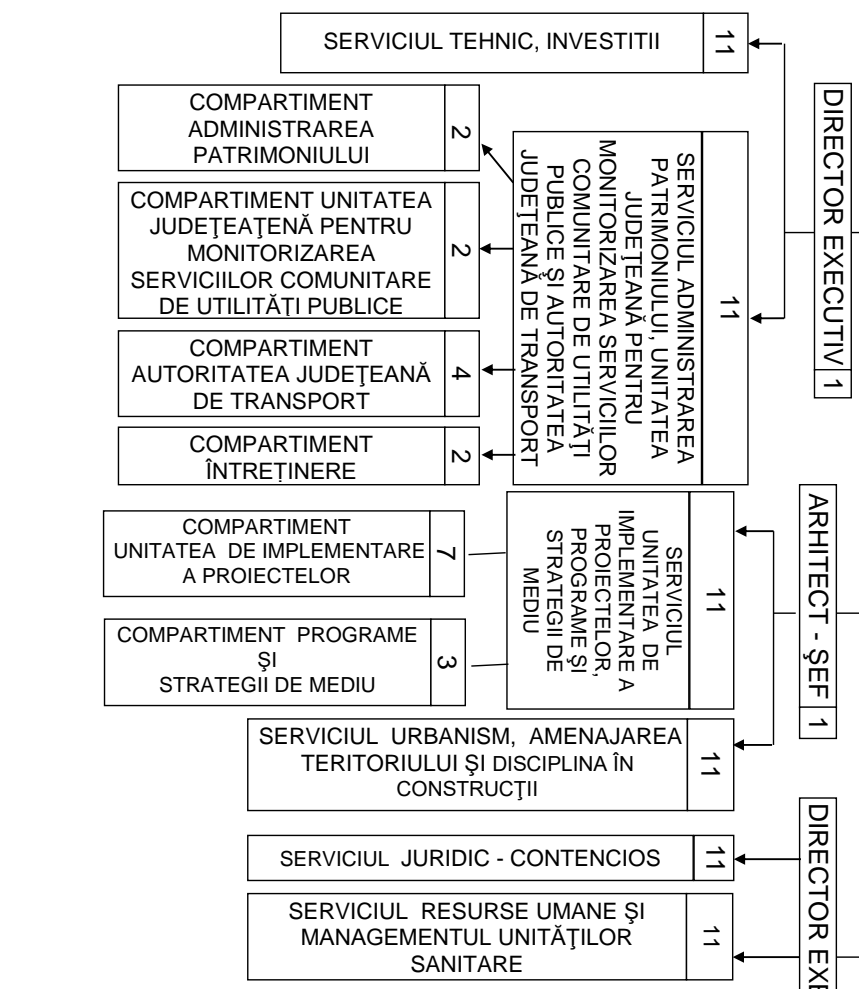 SERVICIUL TEHNIC, INVESTITII
11
DIRECTOR EXECUTIV 1
COMPARTIMENT
ADMINISTRAREA
PATRIMONIULUI
2
COMPARTIMENT UNITATEA
JUDEŢEAŢENĂ PENTRU
MONITORIZAREA
SERVICIILOR COMUNITARE
DE UTILITĂŢI PUBLICE
2
COMPARTIMENT
AUTORITATEA JUDEŢEANĂ
DE TRANSPORT
4
COMPARTIMENT
ÎNTREȚINERE
2
SERVICIUL ADMINISTRAREA
PATRIMONIULUI, UNITATEA
JUDEŢEANĂ PENTRU
MONITORIZAREA SERVICIILOR
COMUNITARE DE UTILITĂŢI
PUBLICE ŞI AUTORITATEA
JUDEŢEANĂ DE TRANSPORT
11
ARHITECT - ŞEF 1
COMPARTIMENT
UNITATEA DE IMPLEMENTARE
A PROIECTELOR
7
COMPARTIMENT PROGRAME
ŞI
STRATEGII DE MEDIU
3
SERVICIUL
UNITATEA DE
IMPLEMENTARE A
PROIECTELOR,
PROGRAME ŞI
STRATEGII DE
MEDIU
11
SERVICIUL URBANISM, AMENAJAREA
TERITORIULUI ŞI DISCIPLINA ÎN
CONSTRUCŢII
11
SERVICIUL JURIDIC - CONTENCIOS
11
SERVICIUL RESURSE UMANE ŞI
MANAGEMENTUL UNITĂŢILOR
SANITARE
11
DIRECTOR